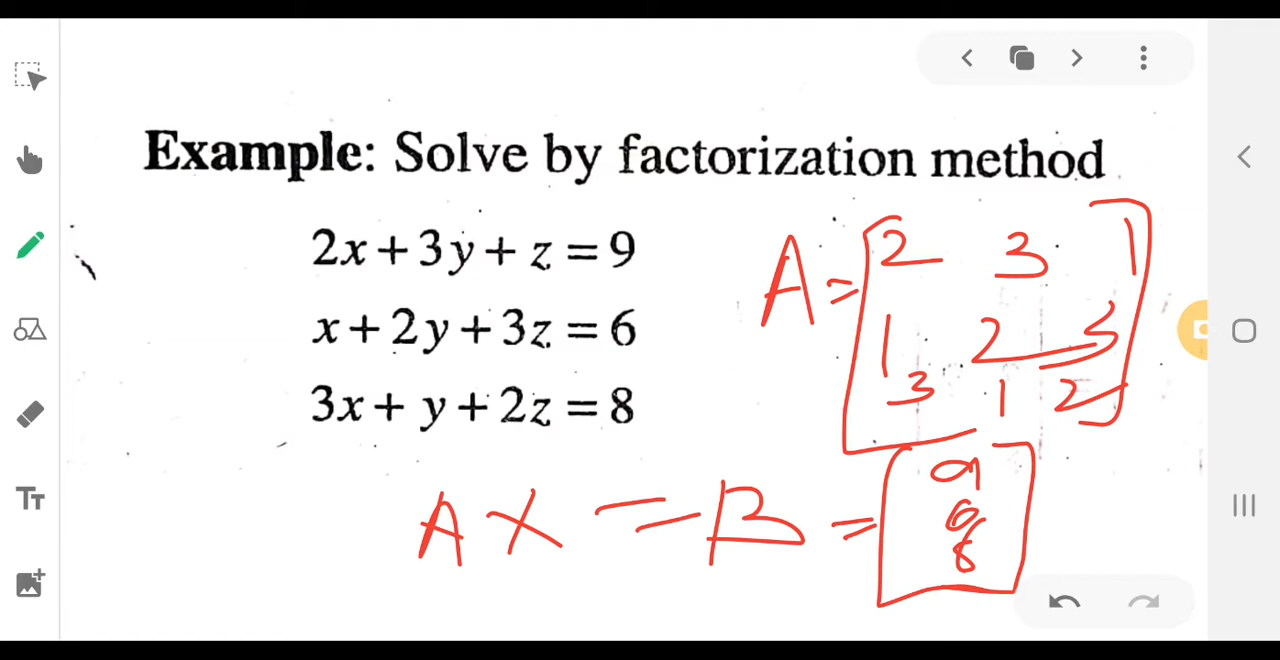 Example: Solve by factorization method
2x + 3y + z = 9
x + 2y + 3z = 6
3x + y + 2z = 8
A = [2 3 1
1 2 3
3 1 2]
A X = B = [9
6
8]
Tт